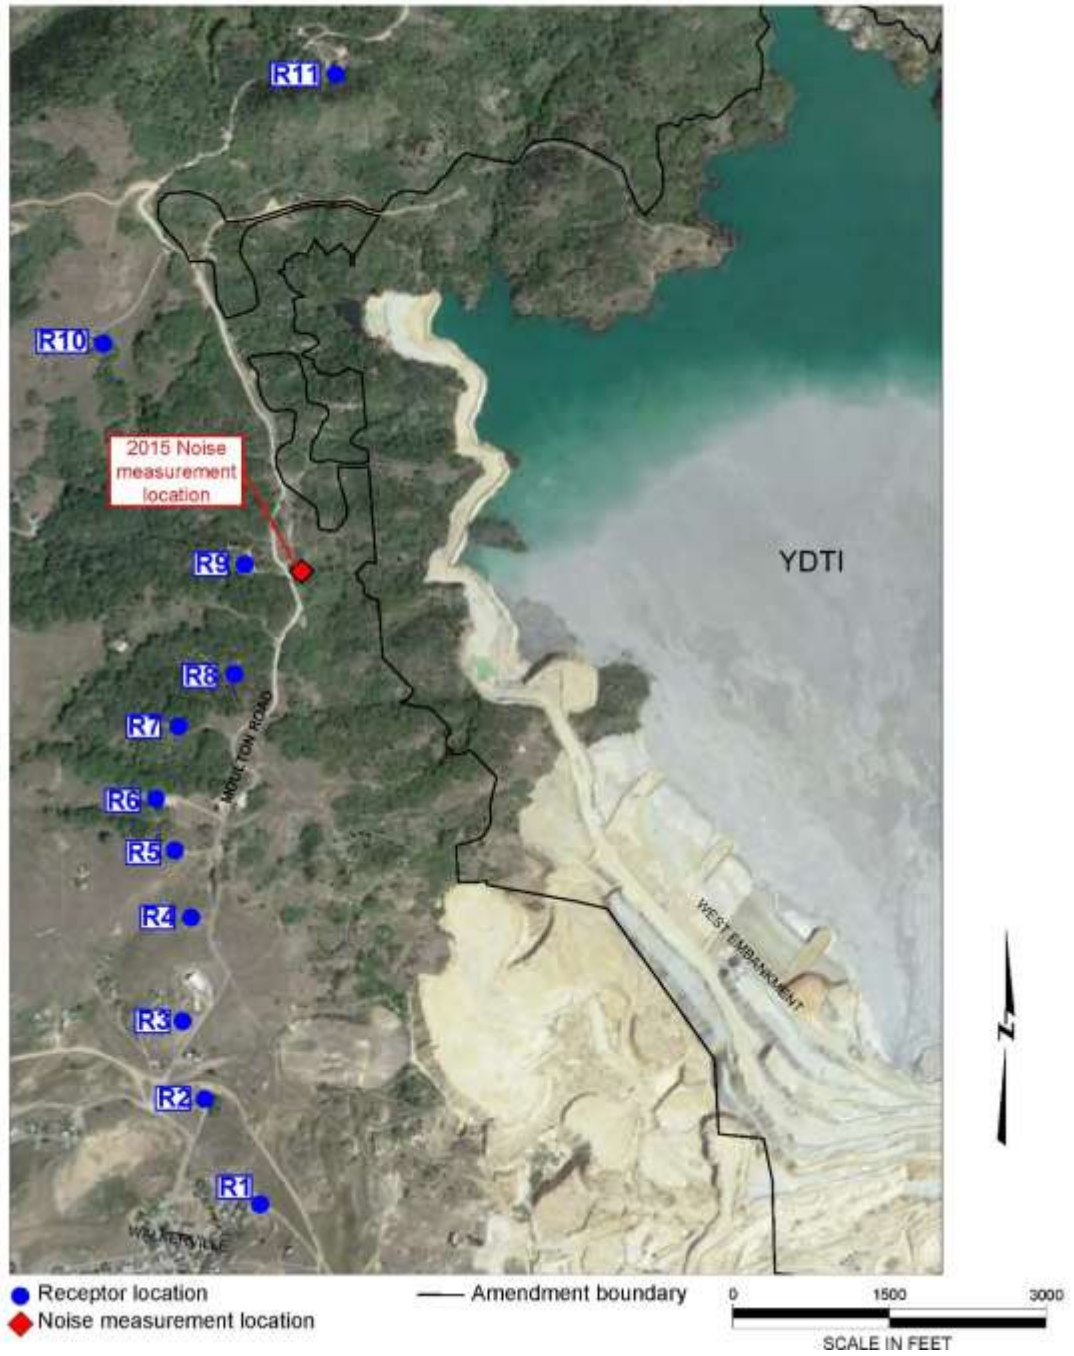 R11
R10
2015 Noise
measurement
location
R9
YDTI
R8
R7
MOULTON ROAD
R6
R5
R4
WEST EMBANKMENT
R3
R2
R1
WALKERVILLE
Z
Receptor location
Amendment boundary
0 1500 3000
Noise measurement location
SCALE IN FEET